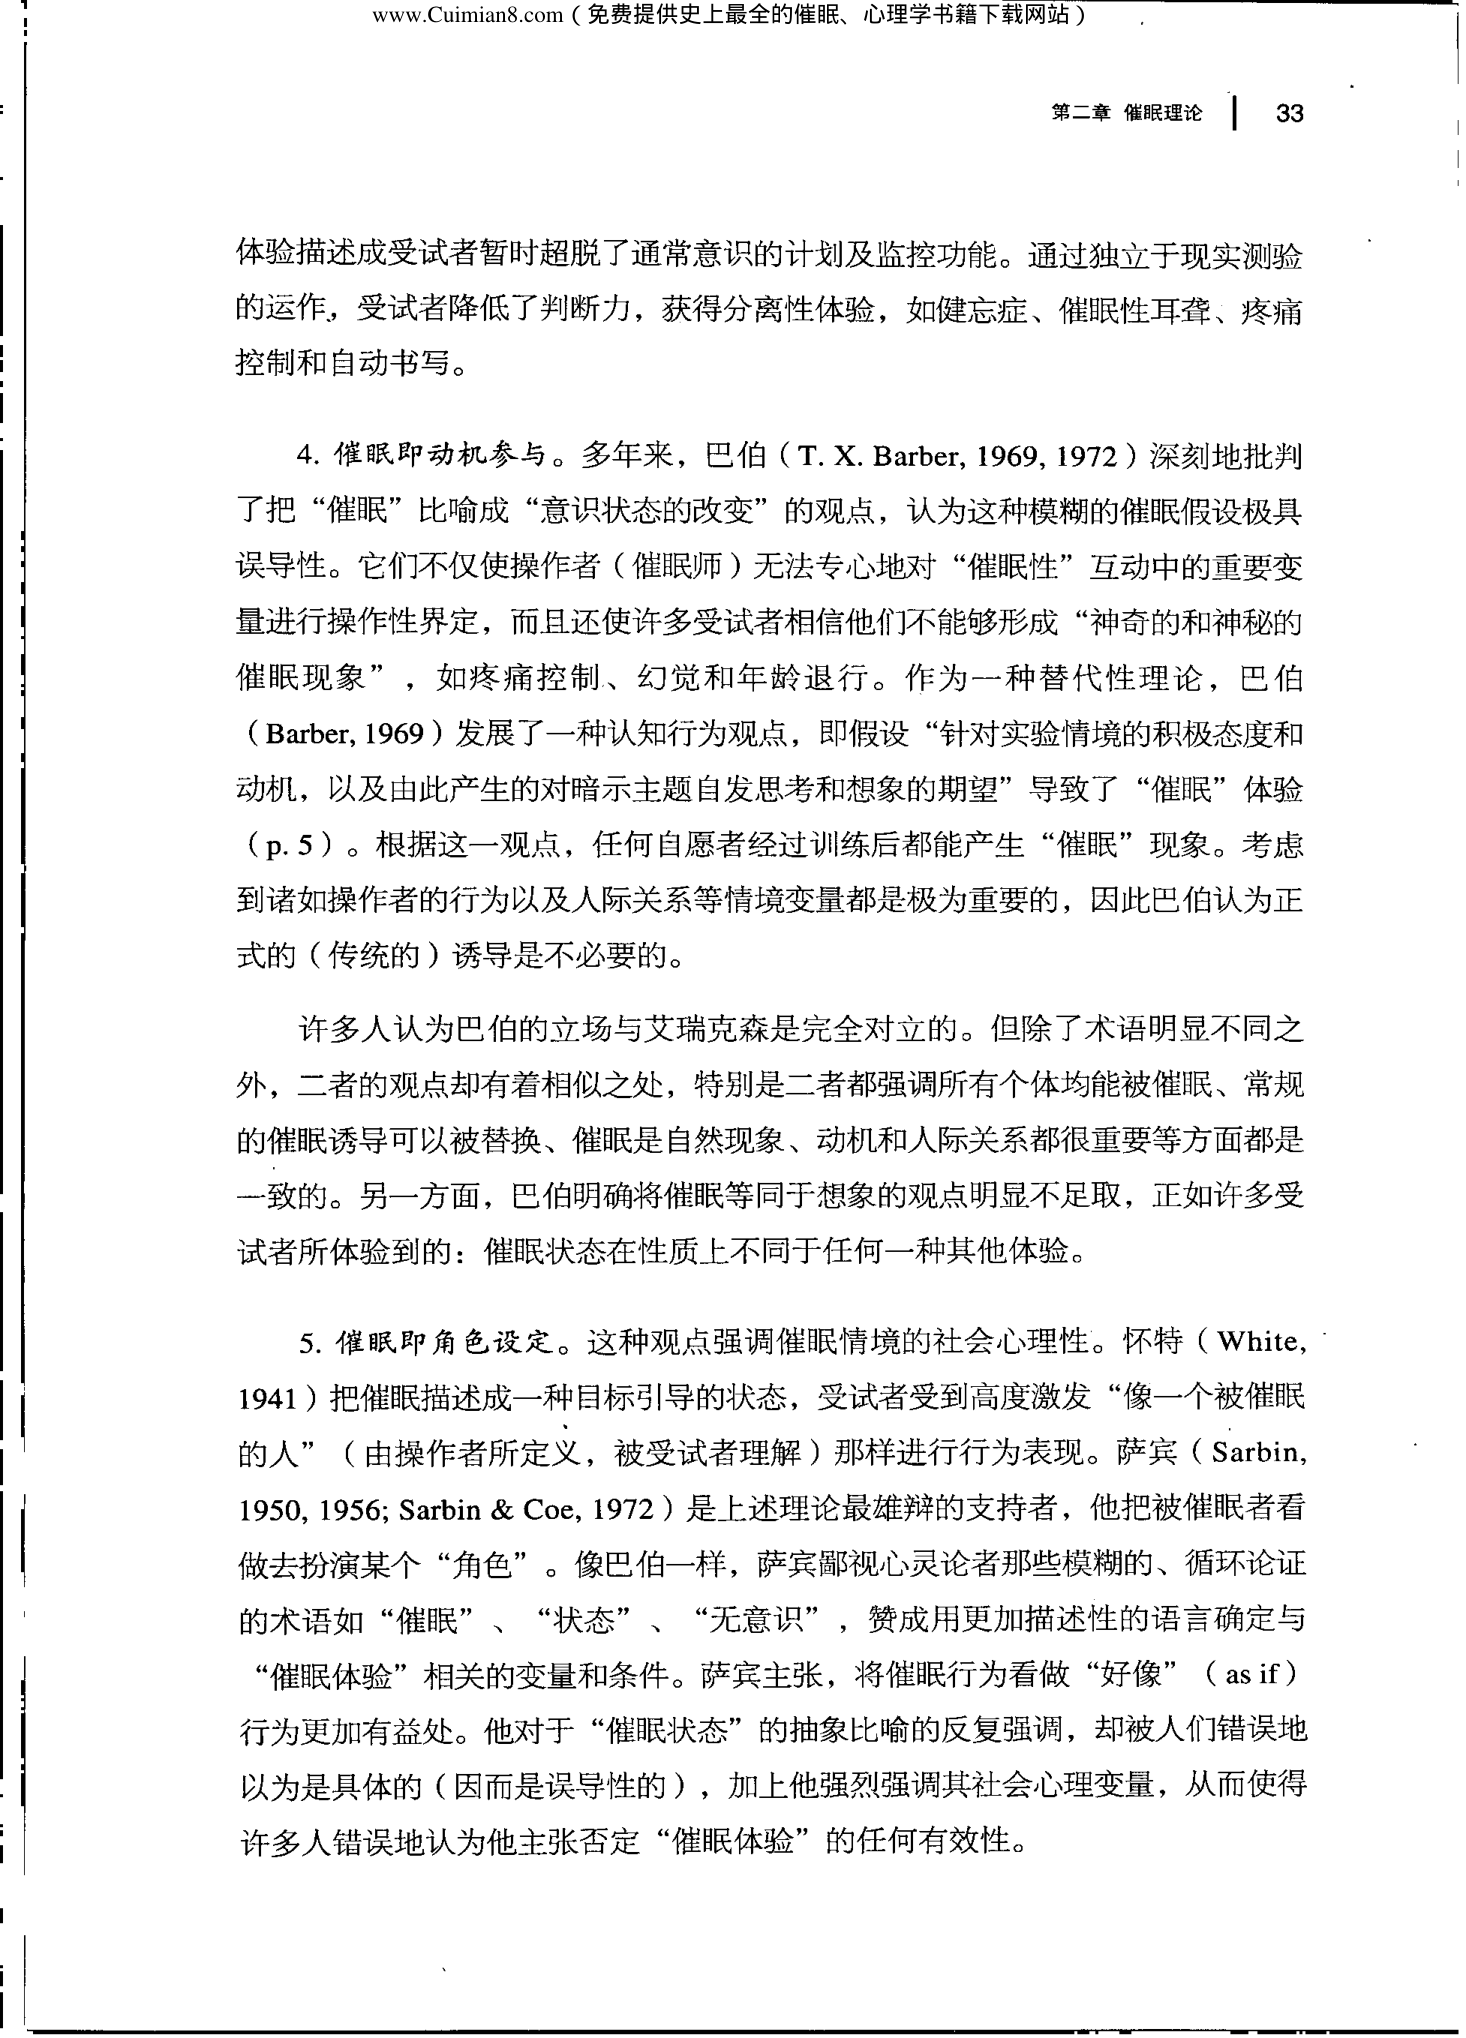 www.Cuimian8.com（免费提供史上最全的催眠、心理学书籍下载网站）
第二章 催眠理论 33
体验描述成受试者暂时超脱了通常意识的计划及监控功能。通过独立于现实测验
的运作，受试者降低了判断力，获得分离性体验，如健忘症、催眠性耳聋、疼痛
控制和自动书写。
4. 催眠即动机参与。多年来，巴伯（T. X. Barber, 1969, 1972）深刻地批判
了把“催眠”比喻成“意识状态的改变”的观点，认为这种模糊的催眠假设极具
误导性。它们不仅使操作者（催眠师）无法专心地对“催眠性”互动中的重要变
量进行操作性界定，而且还使许多受试者相信他们不能够形成“神奇的和神秘的
催眠现象”，如疼痛控制、幻觉和年龄退行。作为一种替代性理论，巴伯
（Barber, 1969）发展了一种认知行为观点，即假设“针对实验情境的积极态度和
动机，以及由此产生的对暗示主题自发思考和想象的期望”导致了“催眠”体验
（p. 5）。根据这一观点，任何自愿者经过训练后都能产生“催眠”现象。考虑
到诸如操作者的行为以及人际关系等情境变量都是极为重要的，因此巴伯认为正
式的（传统的）诱导是不必要的。
许多人认为巴伯的立场与艾瑞克森是完全对立的。但除了术语明显不同之
外，二者的观点却有着相似之处，特别是二者都强调所有个体均能被催眠、常规
的催眠诱导可以被替换、催眠是自然现象、动机和人际关系都很重要等方面都是
一致的。另一方面，巴伯明确将催眠等同于想象的观点明显不足取，正如许多受
试者所体验到的：催眠状态在性质上不同于任何一种其他体验。
5. 催眠即角色设定。这种观点强调催眠情境的社会心理性。怀特（White,
1941）把催眠描述成一种目标引导的状态，受试者受到高度激发“像一个被催眠
的人”（由操作者所定义，被受试者理解）那样进行行为表现。萨宾（Sarbin,
1950, 1956; Sarbin & Coe, 1972）是上述理论最雄辩的支持者，他把被催眠者看
做去扮演某个“角色”。像巴伯一样，萨宾鄙视心灵论者那些模糊的、循环论证
的术语如“催眠”、“状态”、“无意识”，赞成用更加描述性的语言确定与
“催眠体验”相关的变量和条件。萨宾主张，将催眠行为看做“好像”（as if）
行为更加有益处。他对于“催眠状态”的抽象比喻的反复强调，却被人们错误地
以为是具体的（因而是误导性的），加上他强烈强调其社会心理变量，从而使得
许多人错误地认为他主张否定“催眠体验”的任何有效性。